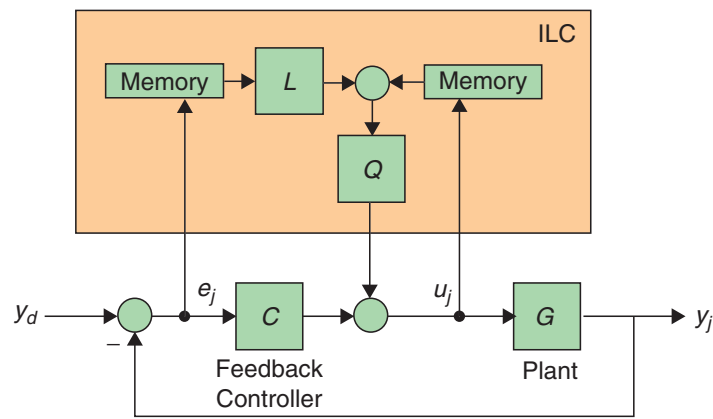 ILC
Memory
L
Memory
Q
y_d
–
e_j
C
u_j
G
y_j
Feedback
Controller
Plant